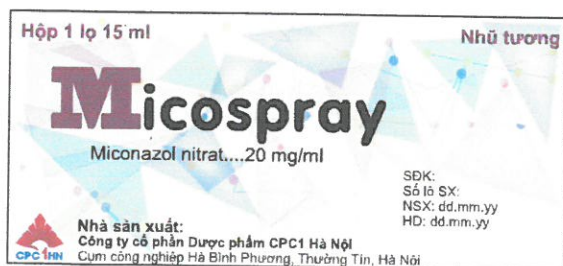 Hộp 1 lọ 15 ml
Nhũ tương
Micospray
Miconazol nitrat....20 mg/ml
SĐK:
Số lô SX:
NSX: dd.mm.yy
HD: dd.mm.yy
Nhà sản xuất:
Công ty cổ phần Dược phẩm CPC1 Hà Nội
Cụm công nghiệp Hà Bình Phương, Thường Tín, Hà Nội
CPC1HN